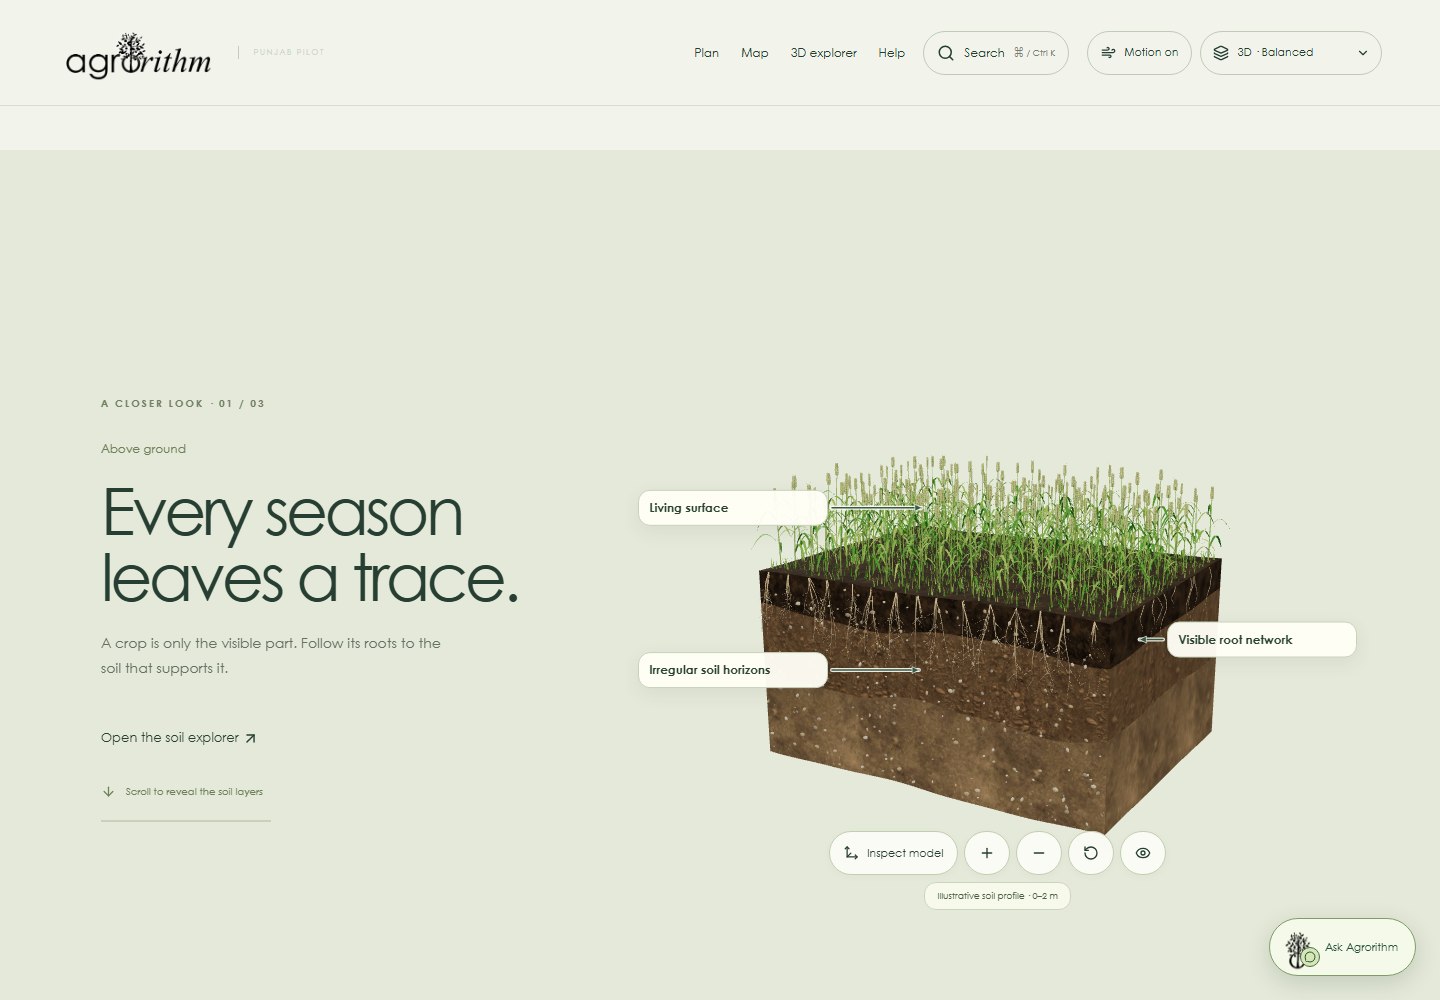 agrorithm
PUNJAB PILOT
Plan
Map
3D explorer
Help
Search ⌘ / Ctrl K
Motion on
3D · Balanced
A CLOSER LOOK · 01 / 03
Above ground
Every season
leaves a trace.
A crop is only the visible part. Follow its roots to the
soil that supports it.
Open the soil explorer
Scroll to reveal the soil layers
Living surface
Visible root network
Irregular soil horizons
Inspect model
Illustrative soil profile · 0–2 m
Ask Agrorithm